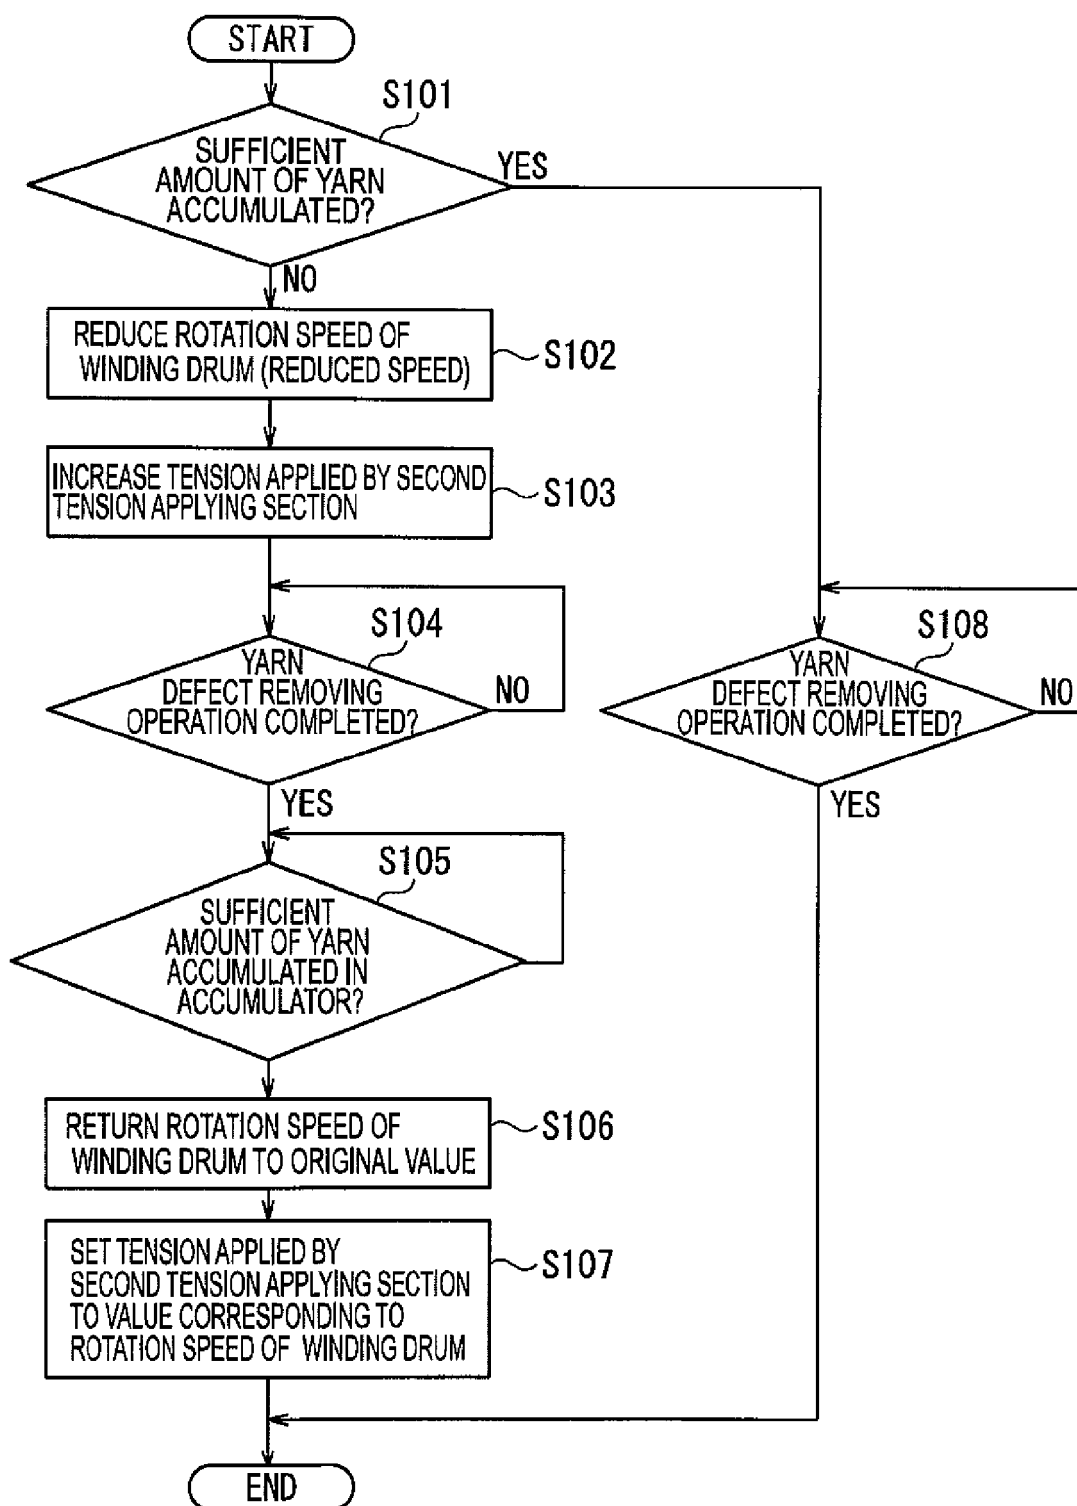 START
S101
SUFFICIENT
AMOUNT OF YARN
ACCUMULATED?
YES
NO
REDUCE ROTATION SPEED OF
WINDING DRUM (REDUCED SPEED)
S102
INCREASE TENSION APPLIED BY SECOND
TENSION APPLYING SECTION
S103
S104
YARN
DEFECT REMOVING
OPERATION COMPLETED?
NO
YES
S108
YARN
DEFECT REMOVING
OPERATION COMPLETED?
NO
YES
S105
SUFFICIENT
AMOUNT OF YARN
ACCUMULATED IN
ACCUMULATOR?
RETURN ROTATION SPEED OF
WINDING DRUM TO ORIGINAL VALUE
S106
SET TENSION APPLIED BY
SECOND TENSION APPLYING SECTION
TO VALUE CORRESPONDING TO
ROTATION SPEED OF WINDING DRUM
S107
END